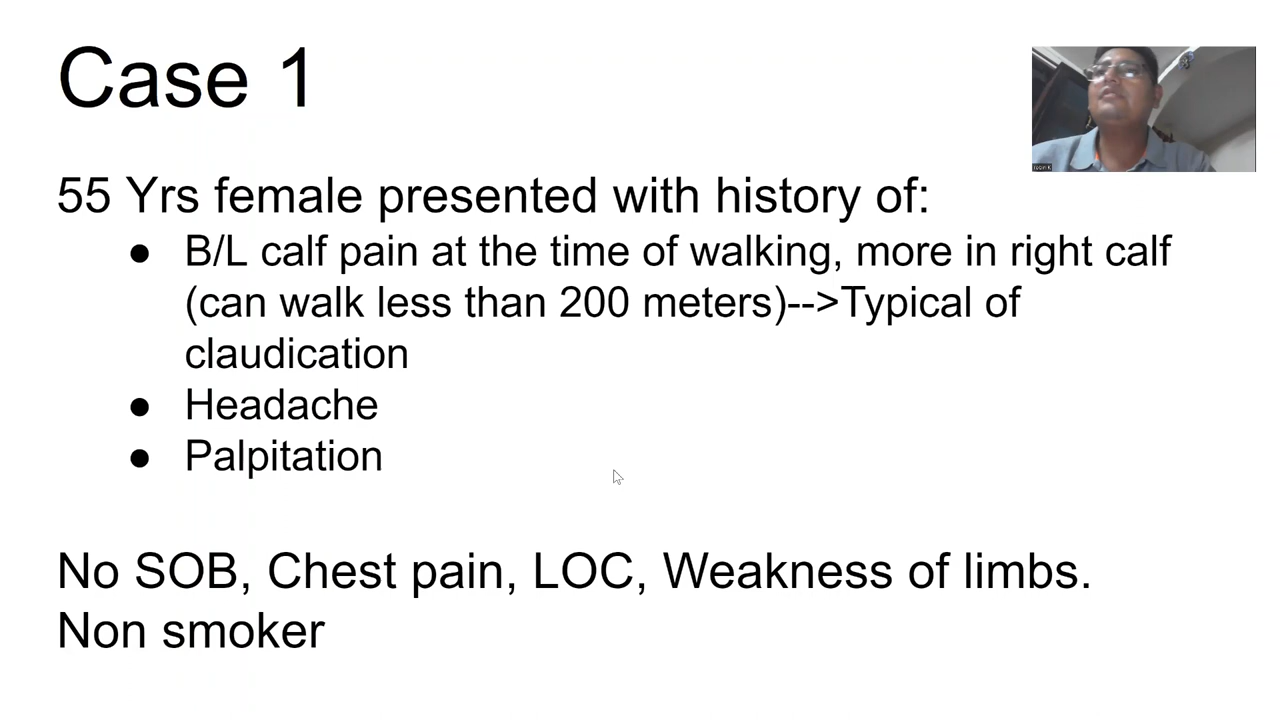 Case 1
55 Yrs female presented with history of:
● B/L calf pain at the time of walking, more in right calf
(can walk less than 200 meters)-->Typical of
claudication
● Headache
● Palpitation
No SOB, Chest pain, LOC, Weakness of limbs.
Non smoker